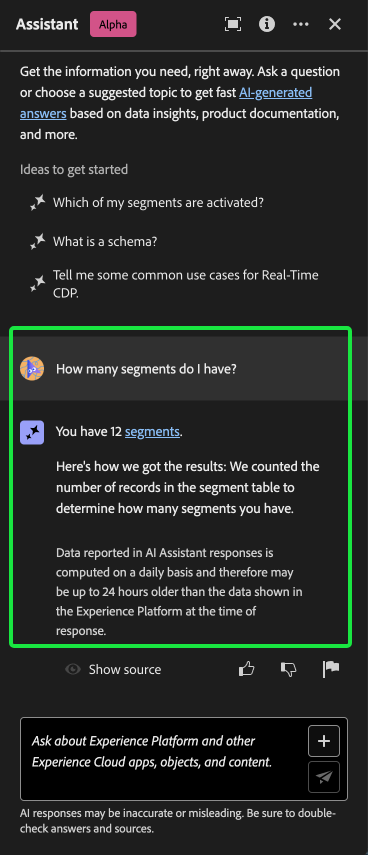 Assistant Alpha
Get the information you need, right away. Ask a question
or choose a suggested topic to get fast AI-generated
answers based on data insights, product documentation,
and more.
Ideas to get started
Which of my segments are activated?
What is a schema?
Tell me some common use cases for Real-Time
CDP.
How many segments do I have?
You have 12 segments.
Here's how we got the results: We counted the
number of records in the segment table to
determine how many segments you have.
Data reported in AI Assistant responses is
computed on a daily basis and therefore may
be up to 24 hours older than the data shown in
the Experience Platform at the time of
response.
Show source
Ask about Experience Platform and other
Experience Cloud apps, objects, and content.
AI responses may be inaccurate or misleading. Be sure to double-
check answers and sources.